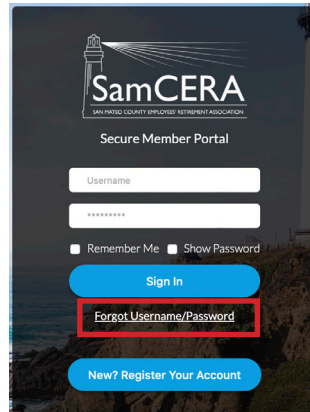 SamCERA
SAN MATEO COUNTY EMPLOYEES' RETIREMENT ASSOCIATION
Secure Member Portal
Username
*********
Remember Me Show Password
Sign In
Forgot Username/Password
New? Register Your Account